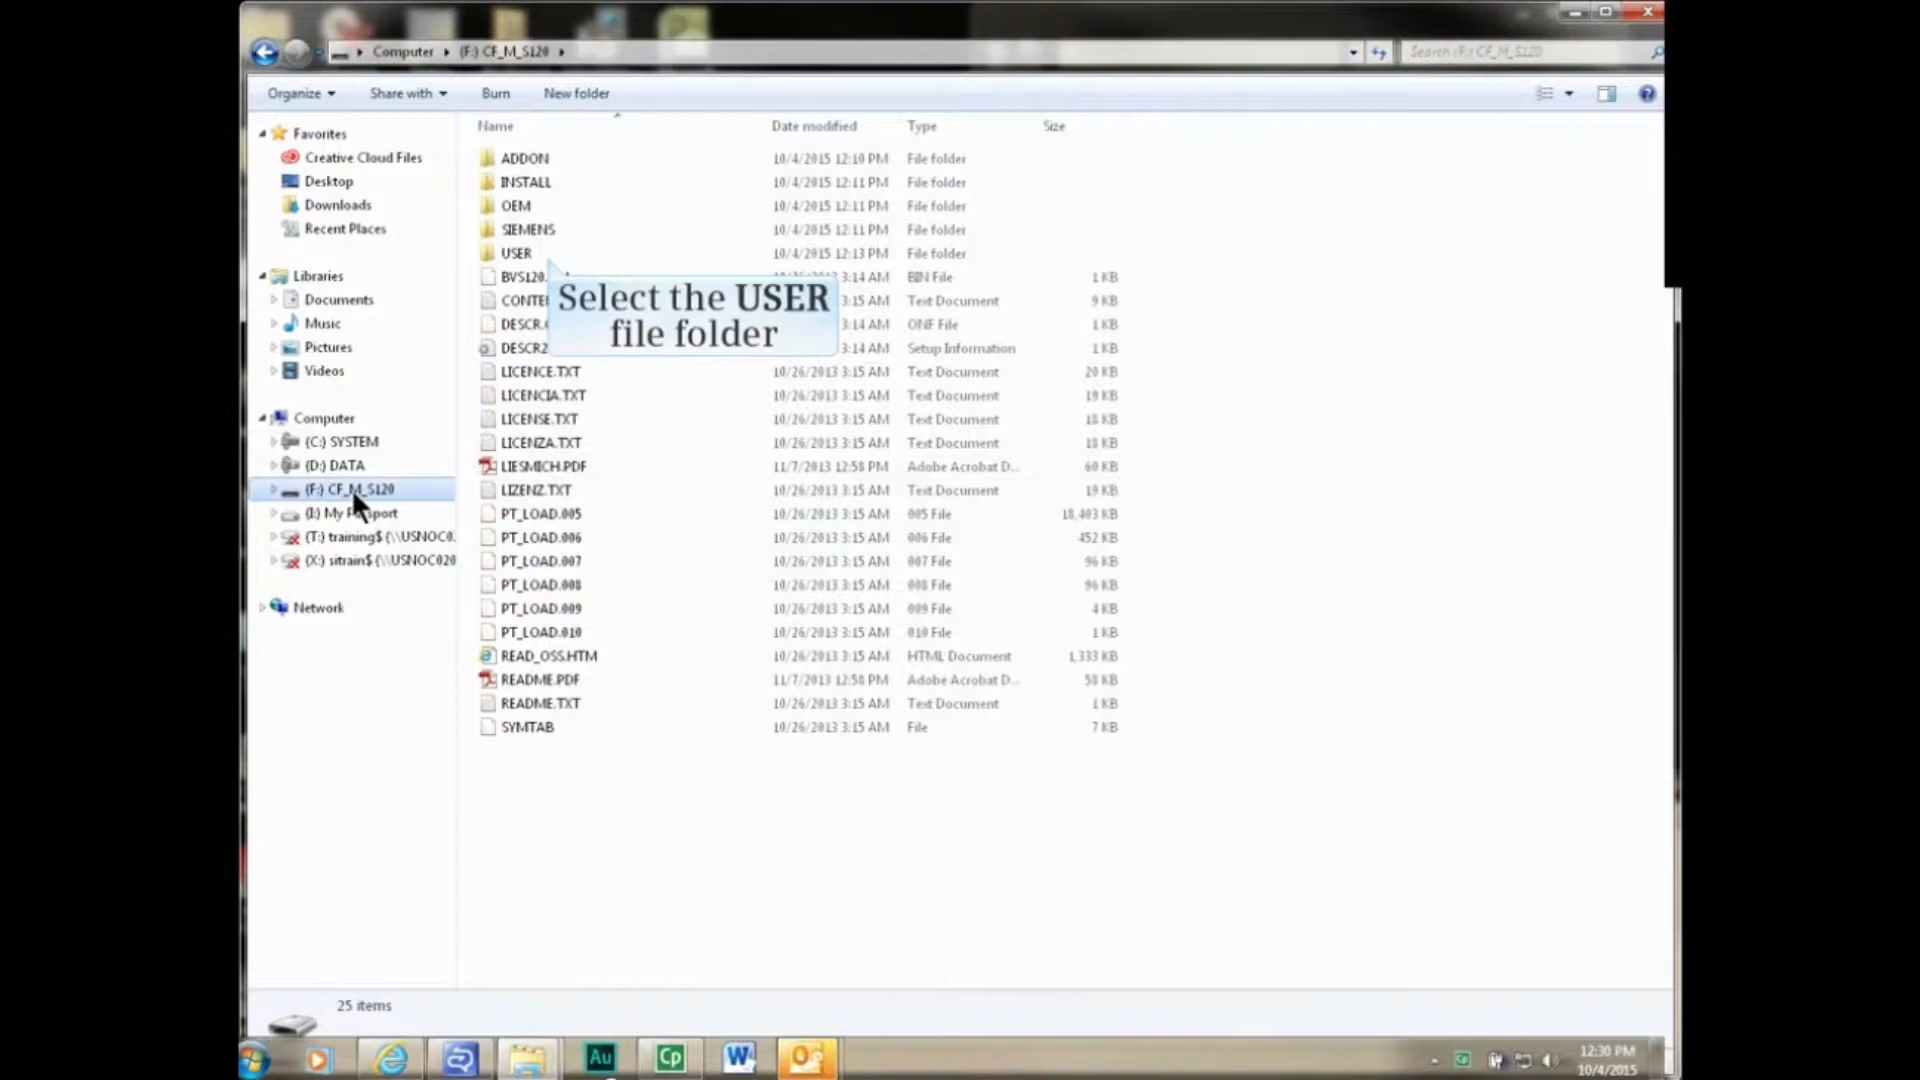 Computer (F:) CF_M_S120
Search (F:) CF_M_S120
Organize Share with Burn New folder
Name Date modified Type Size
Favorites
Creative Cloud Files
Desktop
Downloads
Recent Places
Libraries
Documents
Music
Pictures
Videos
Computer
(C:) SYSTEM
(D:) DATA
(F:) CF_M_S120
(I:) My
(T:) training$ (\\USNOC0.
(X:) sitrain$ (\\USNOC020
Network
ADDON 10/4/2015 12:10 PM File folder
INSTALL 10/4/2015 12:11 PM File folder
OEM 10/4/2015 12:11 PM File folder
SIEMENS 10/4/2015 12:11 PM File folder
USER 10/4/2015 12:13 PM File folder
BVS120. 3:14 AM BIN File 1 KB
CONTE 3:15 AM Text Document 9 KB
DESCR. 3:14 AM ONF File 1 KB
DESCR2 3:14 AM Setup Information 1 KB
Select the USER
file folder
LICENCE.TXT 10/26/2013 3:15 AM Text Document 20 KB
LICENCIA.TXT 10/26/2013 3:15 AM Text Document 19 KB
LICENSE.TXT 10/26/2013 3:15 AM Text Document 18 KB
LICENZA.TXT 10/26/2013 3:15 AM Text Document 18 KB
LIESMICH.PDF 11/7/2013 12:58 PM Adobe Acrobat D... 60 KB
LIZENZ.TXT 10/26/2013 3:15 AM Text Document 19 KB
PT_LOAD.005 10/26/2013 3:15 AM 005 File 18,403 KB
PT_LOAD.006 10/26/2013 3:15 AM 006 File 452 KB
PT_LOAD.007 10/26/2013 3:15 AM 007 File 96 KB
PT_LOAD.008 10/26/2013 3:15 AM 008 File 96 KB
PT_LOAD.009 10/26/2013 3:15 AM 009 File 4 KB
PT_LOAD.010 10/26/2013 3:15 AM 010 File 1 KB
READ_OSS.HTM 10/26/2013 3:15 AM HTML Document 1,333 KB
README.PDF 11/7/2013 12:58 PM Adobe Acrobat D... 58 KB
README.TXT 10/26/2013 3:15 AM Text Document 1 KB
SYMTAB 10/26/2013 3:15 AM File 7 KB
25 items
Au Cp W
12:30 PM
10/4/2015